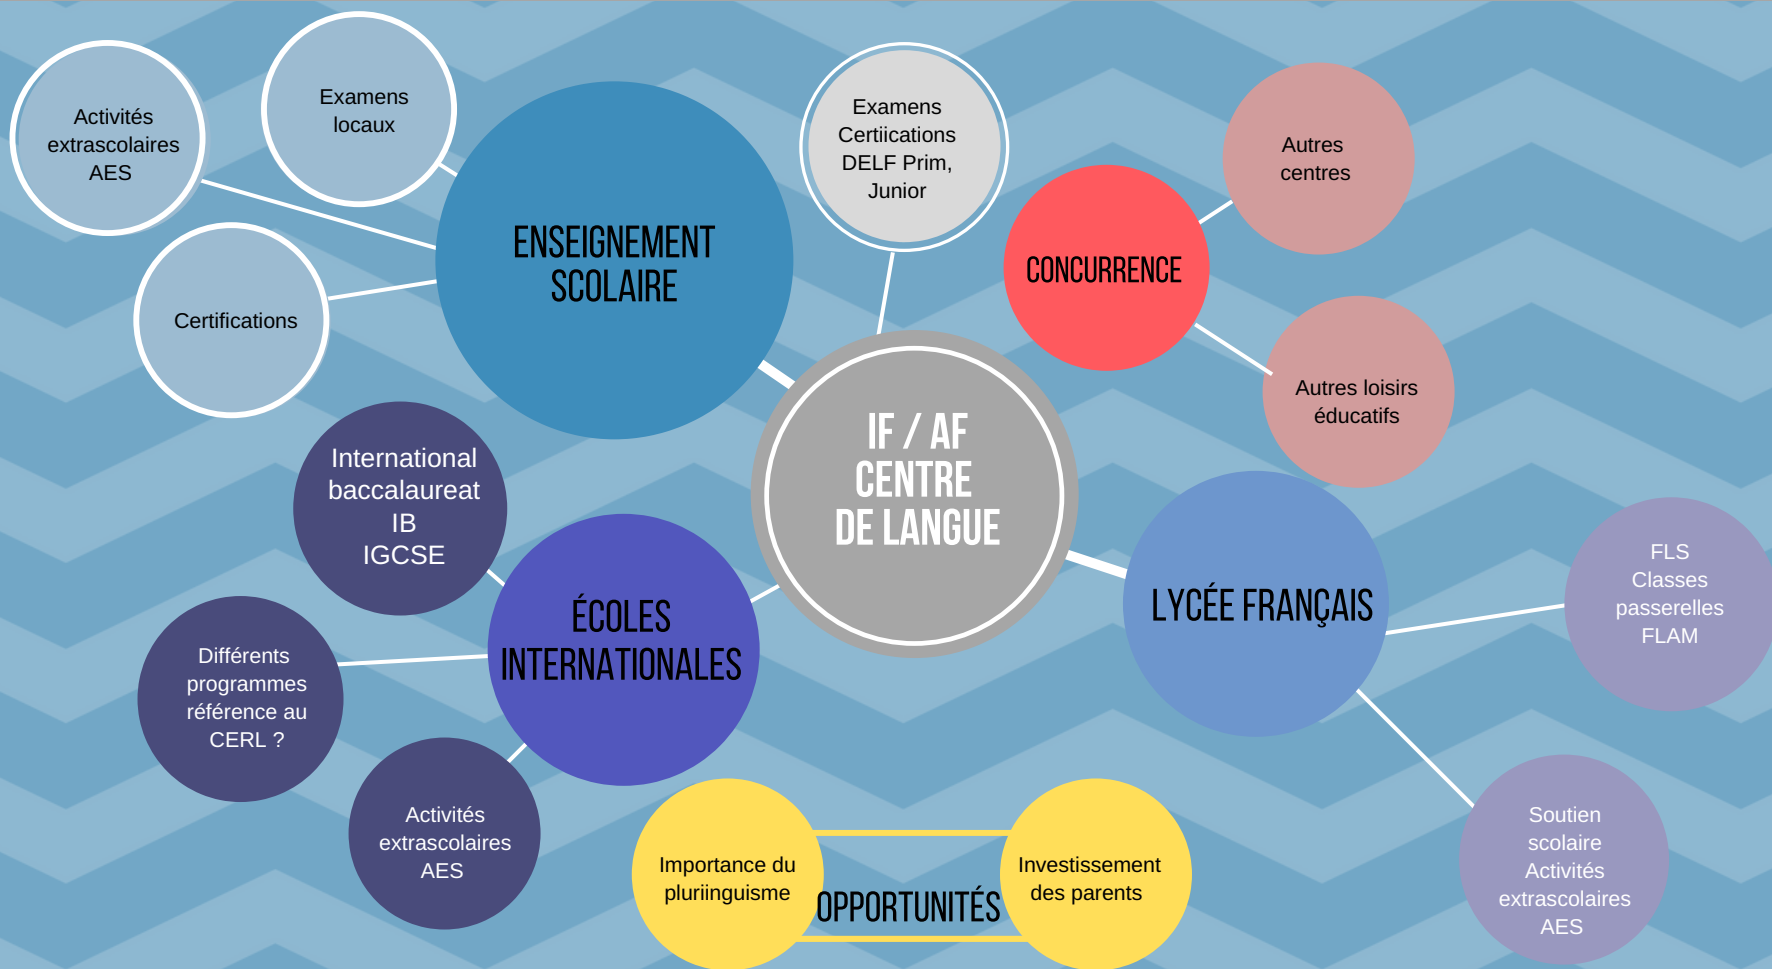 Activités
extrascolaires
AES
Examens
locaux
Certifications
ENSEIGNEMENT
SCOLAIRE
Examens
Certiications
DELF Prim,
Junior
CONCURRENCE
Autres
centres
Autres loisirs
éducatifs
IF / AF
CENTRE
DE LANGUE
International
baccalaureat
IB
IGCSE
ÉCOLES
INTERNATIONALES
Différents
programmes
référence au
CERL ?
Activités
extrascolaires
AES
LYCÉE FRANÇAIS
FLS
Classes
passerelles
FLAM
Soutien
scolaire
Activités
extrascolaires
AES
Importance du
pluriinguisme
OPPORTUNITÉS
Investissement
des parents